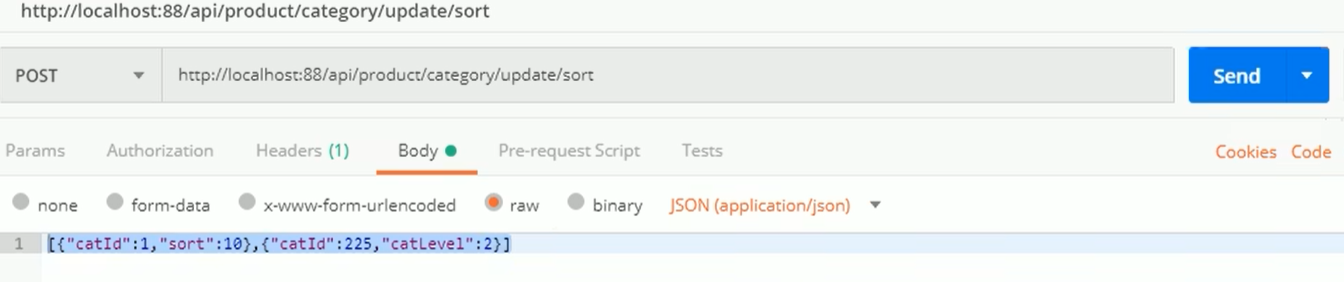 http://localhost:88/api/product/category/update/sort
POST http://localhost:88/api/product/category/update/sort Send
Params Authorization Headers (1) Body Pre-request Script Tests Cookies Code
none form-data x-www-form-urlencoded raw binary JSON (application/json)
1 [{"catId":1,"sort":10},{"catId":225,"catLevel":2}]